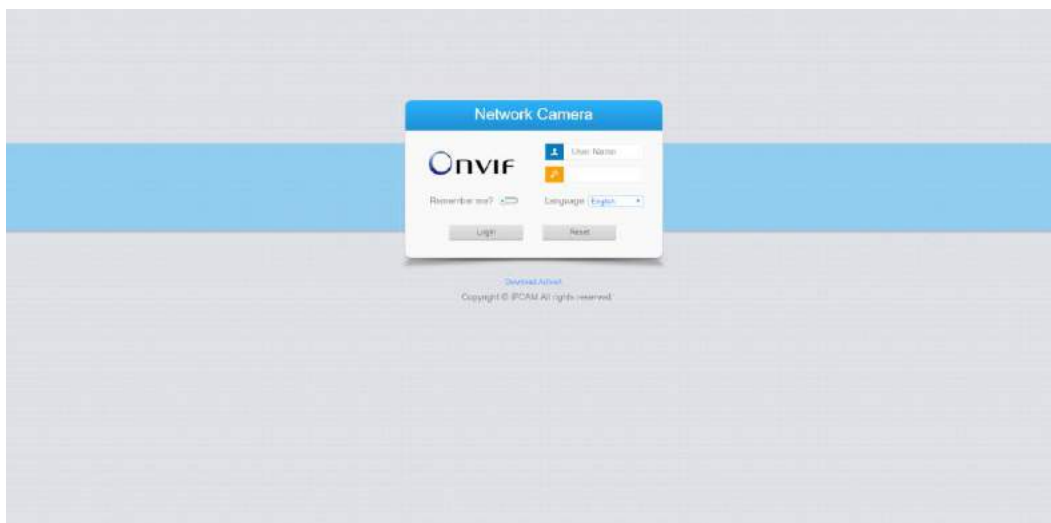 Network Camera
ONVIF
User Name
Remember me?
Language: English
Login
Reset
Download ActiveX
Copyright © IPCAM All rights reserved.